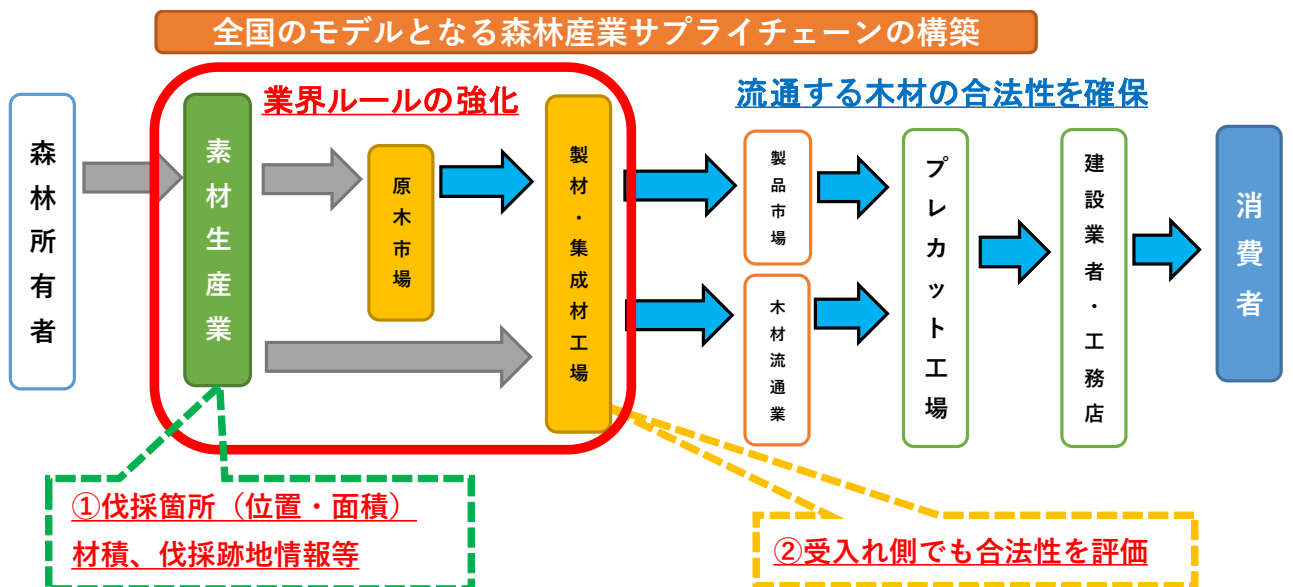 全国のモデルとなる森林産業サプライチェーンの構築
業界ルールの強化
流通する木材の合法性を確保
森林所有者
素材生産業
原木市場
製材・集成材工場
製品市場
木材流通業
プレカット工場
建設業者・工務店
消費者
①伐採箇所（位置・面積）
材積、伐採跡地情報等
②受入れ側でも合法性を評価